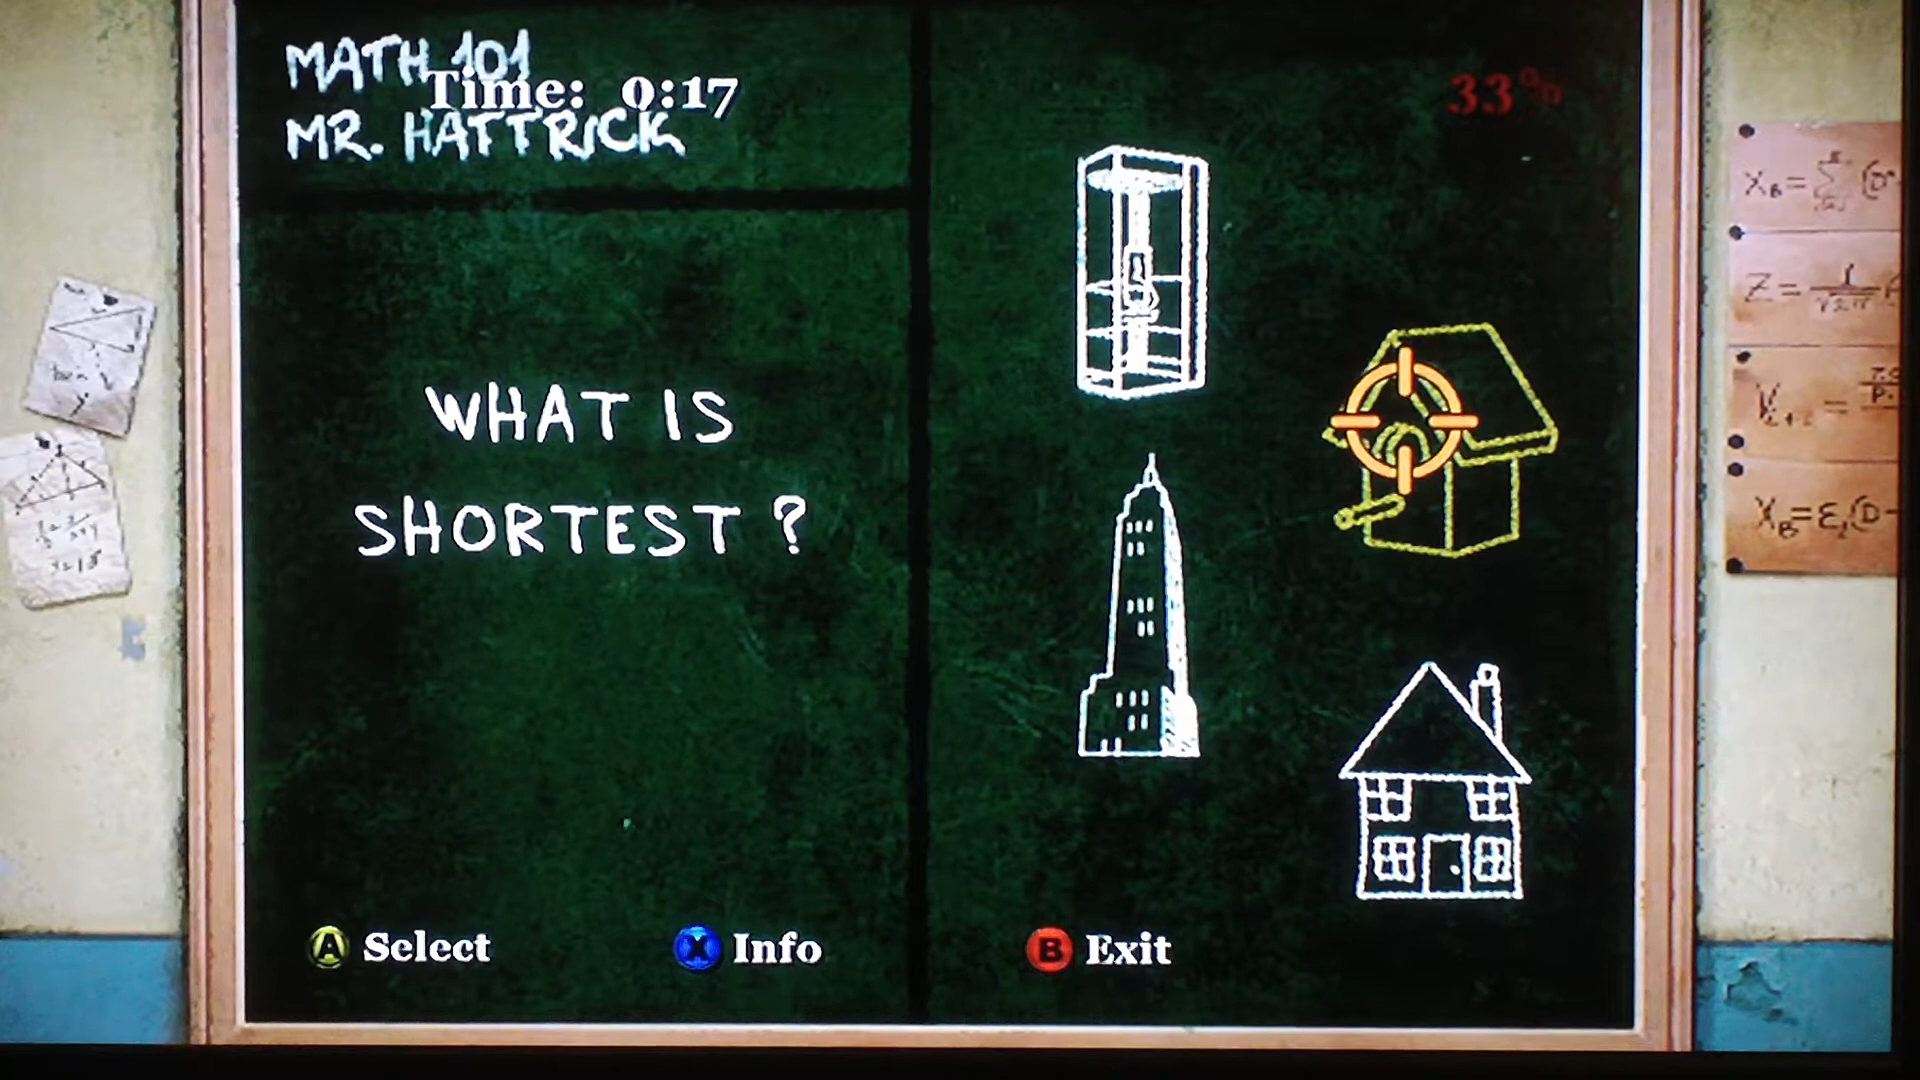 MATH 101
Time: 0:17
MR. HATTRICK
33%
WHAT IS
SHORTEST ?
A Select
X Info
B Exit